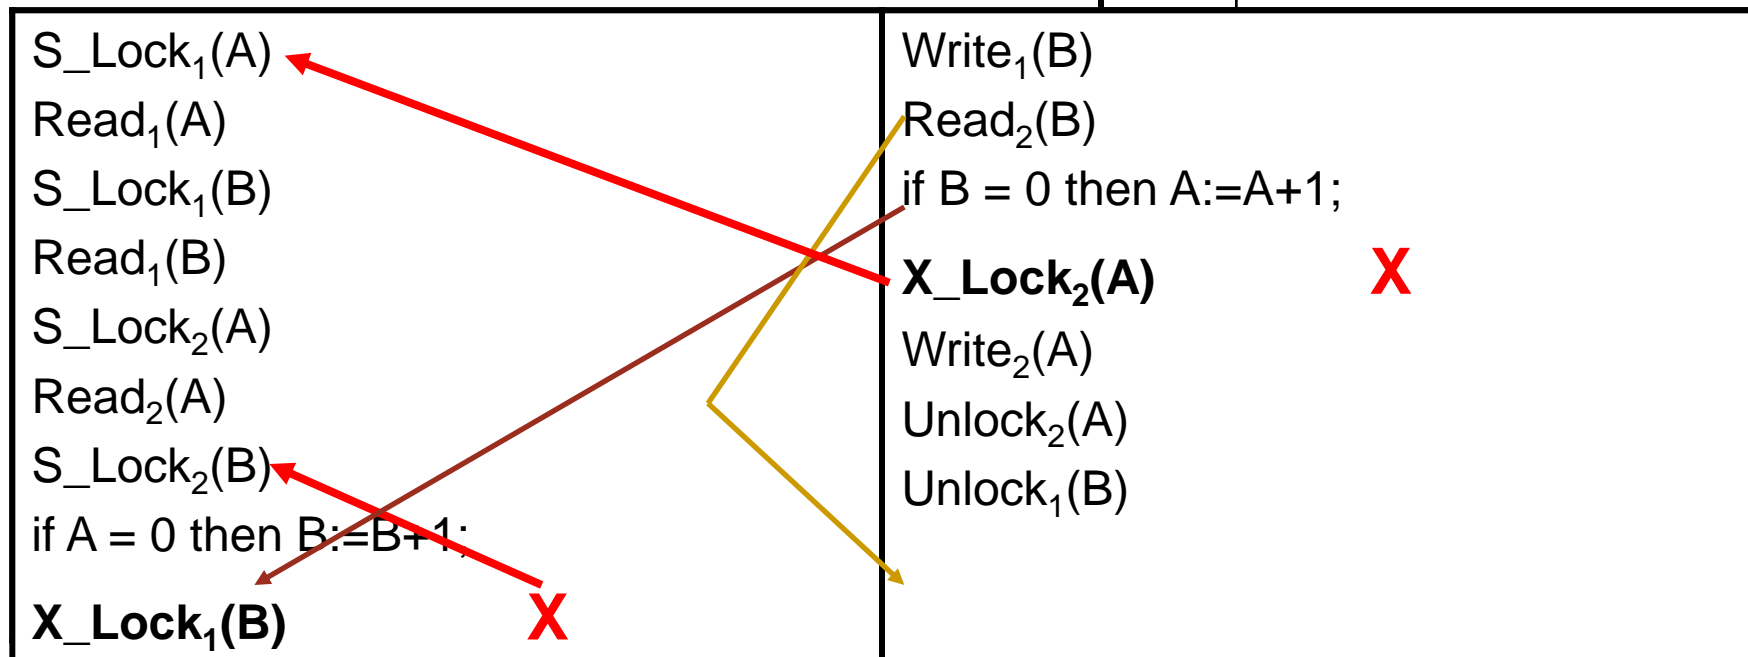 S_Lock₁(A)
Read₁(A)
S_Lock₁(B)
Read₁(B)
S_Lock₂(A)
Read₂(A)
S_Lock₂(B)
if A = 0 then B:=B+1;
X_Lock₁(B) X
Write₁(B)
Read₂(B)
if B = 0 then A:=A+1;
X_Lock₂(A) X
Write₂(A)
Unlock₂(A)
Unlock₁(B)